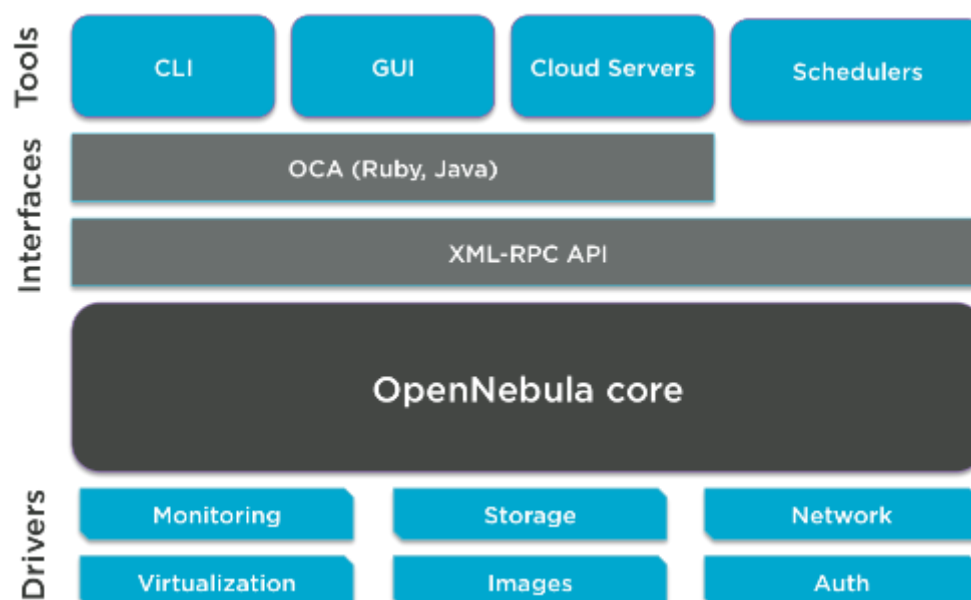 Tools
CLI
GUI
Cloud Servers
Schedulers
Interfaces
OCA (Ruby, Java)
XML-RPC API
OpenNebula core
Drivers
Monitoring
Storage
Network
Virtualization
Images
Auth